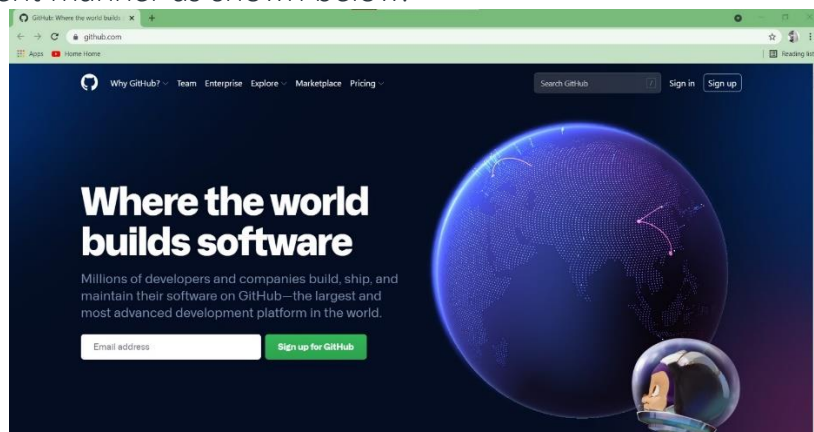 ent manner as shown below.
GitHub: Where the world builds
github.com
Apps Home Home Reading list
Why GitHub? Team Enterprise Explore Marketplace Pricing Search GitHub / Sign in Sign up
Where the world
builds software
Millions of developers and companies build, ship, and
maintain their software on GitHub—the largest and
most advanced development platform in the world.
Email address Sign up for GitHub